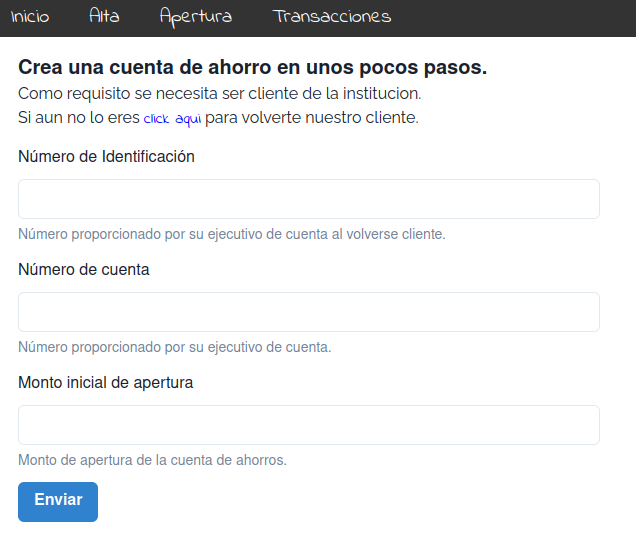 Inicio Alta Apertura Transacciones
Crea una cuenta de ahorro en unos pocos pasos.
Como requisito se necesita ser cliente de la institucion.
Si aun no lo eres click aqui para volverte nuestro cliente.
Número de Identificación
Número proporcionado por su ejecutivo de cuenta al volverse cliente.
Número de cuenta
Número proporcionado por su ejecutivo de cuenta.
Monto inicial de apertura
Monto de apertura de la cuenta de ahorros.
Enviar